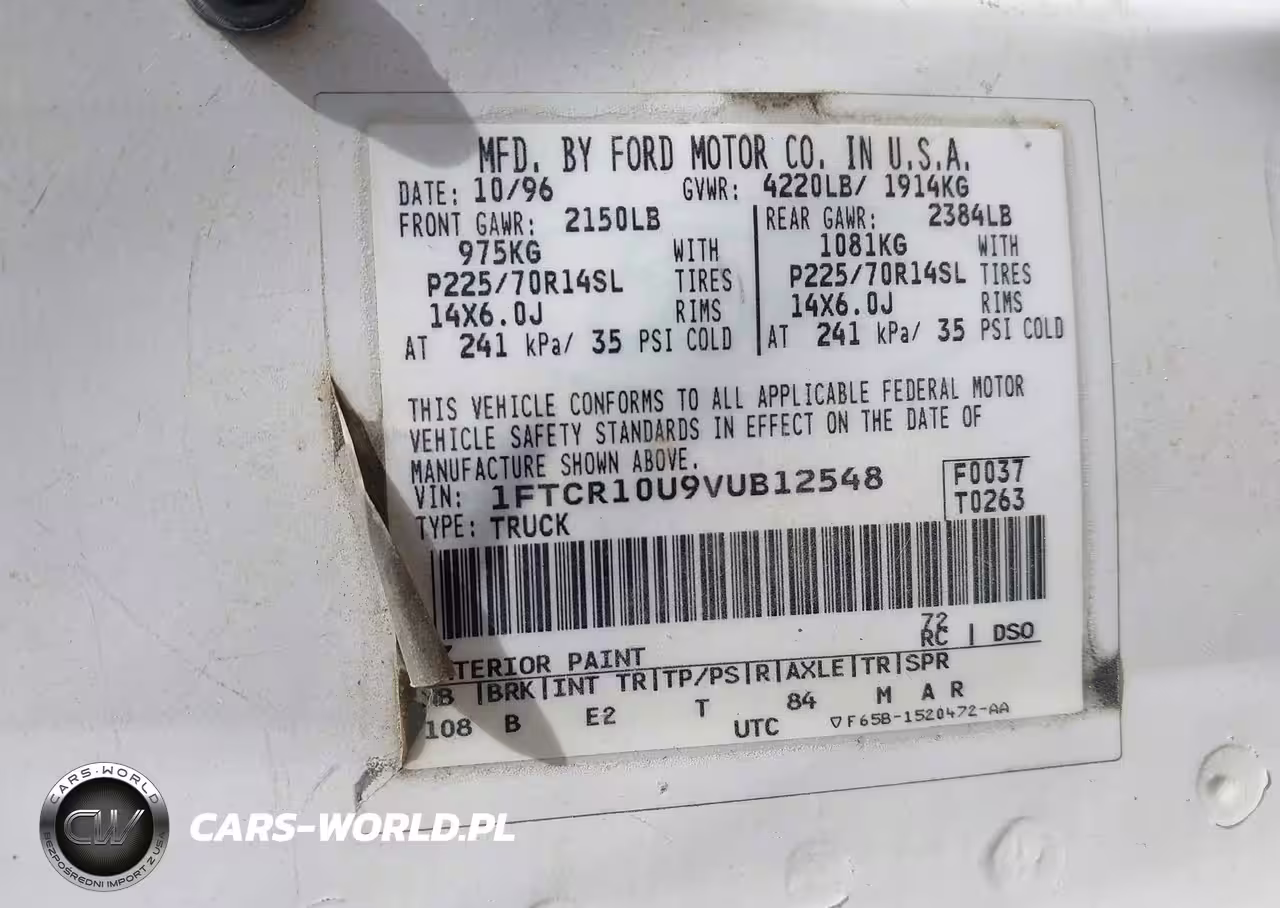 MFD. BY FORD MOTOR CO. IN U.S.A.
DATE: 10/96 GVWR: 4220LB/ 1914KG
FRONT GAWR: 2150LB
975KG WITH
P225/70R14SL TIRES
14X6.0J RIMS
AT 241 kPa/ 35 PSI COLD
REAR GAWR: 2384LB
1081KG WITH
P225/70R14SL TIRES
14X6.0J RIMS
AT 241 kPa/ 35 PSI COLD
THIS VEHICLE CONFORMS TO ALL APPLICABLE FEDERAL MOTOR
VEHICLE SAFETY STANDARDS IN EFFECT ON THE DATE OF
MANUFACTURE SHOWN ABOVE.
VIN: 1FTCR10U9VUB12548
F0037
T0263
TYPE: TRUCK
72
TERIOR PAINT RC | DSO
B |BRK|INT TR|TP/PS|R|AXLE|TR|SPR
108 B E2 T 84 M A R
UTC ▽F65B-1520472-AA
CARS-WORLD
CW
BEZPOŚREDNI IMPORT Z USA
CARS-WORLD.PL